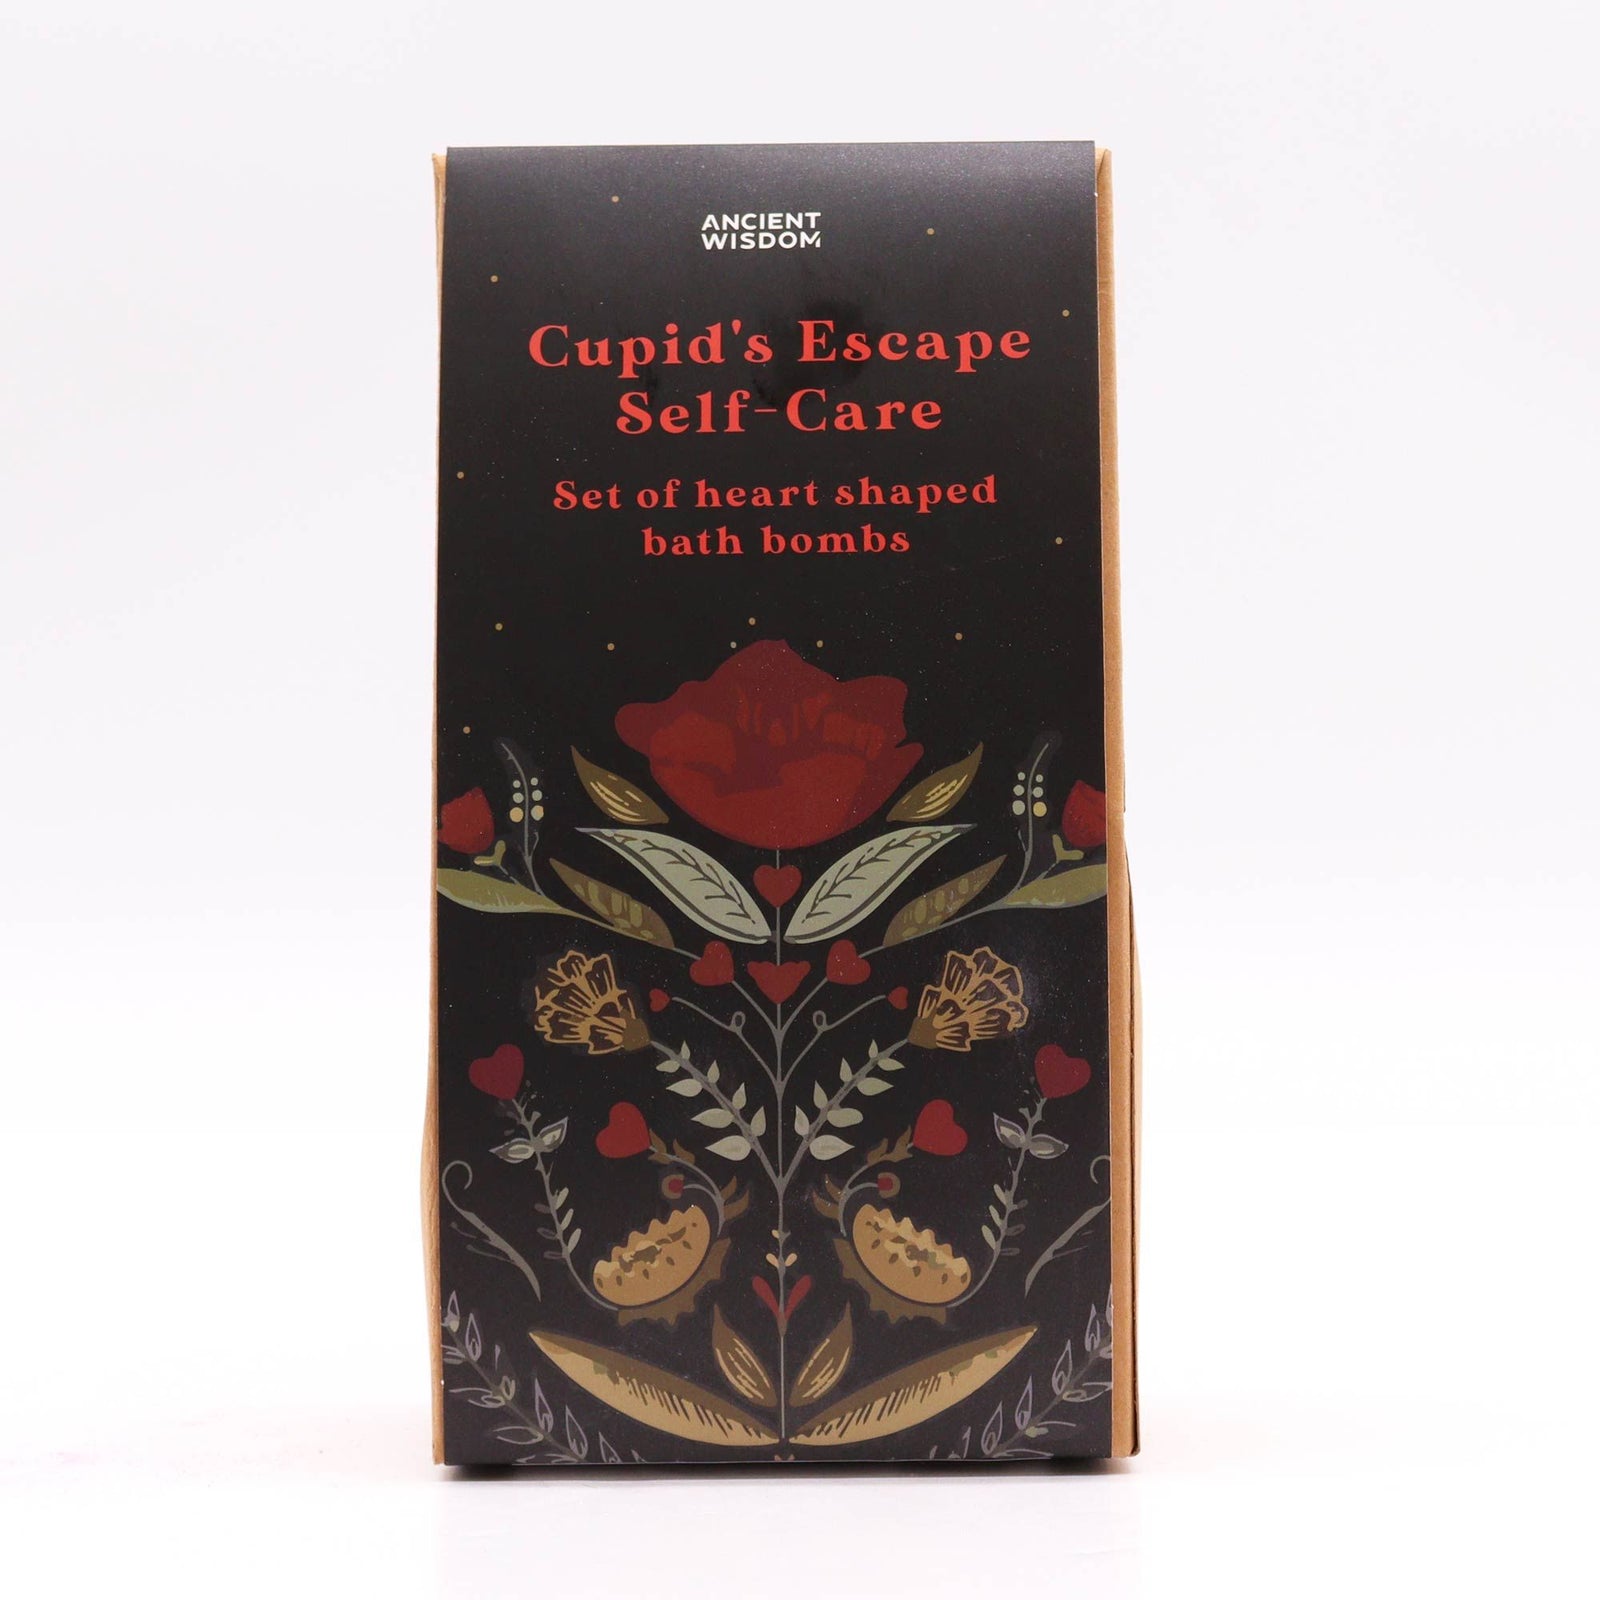 ANCIENT
WISDOM
Cupid's Escape
Self-Care
Set of heart shaped
bath bombs